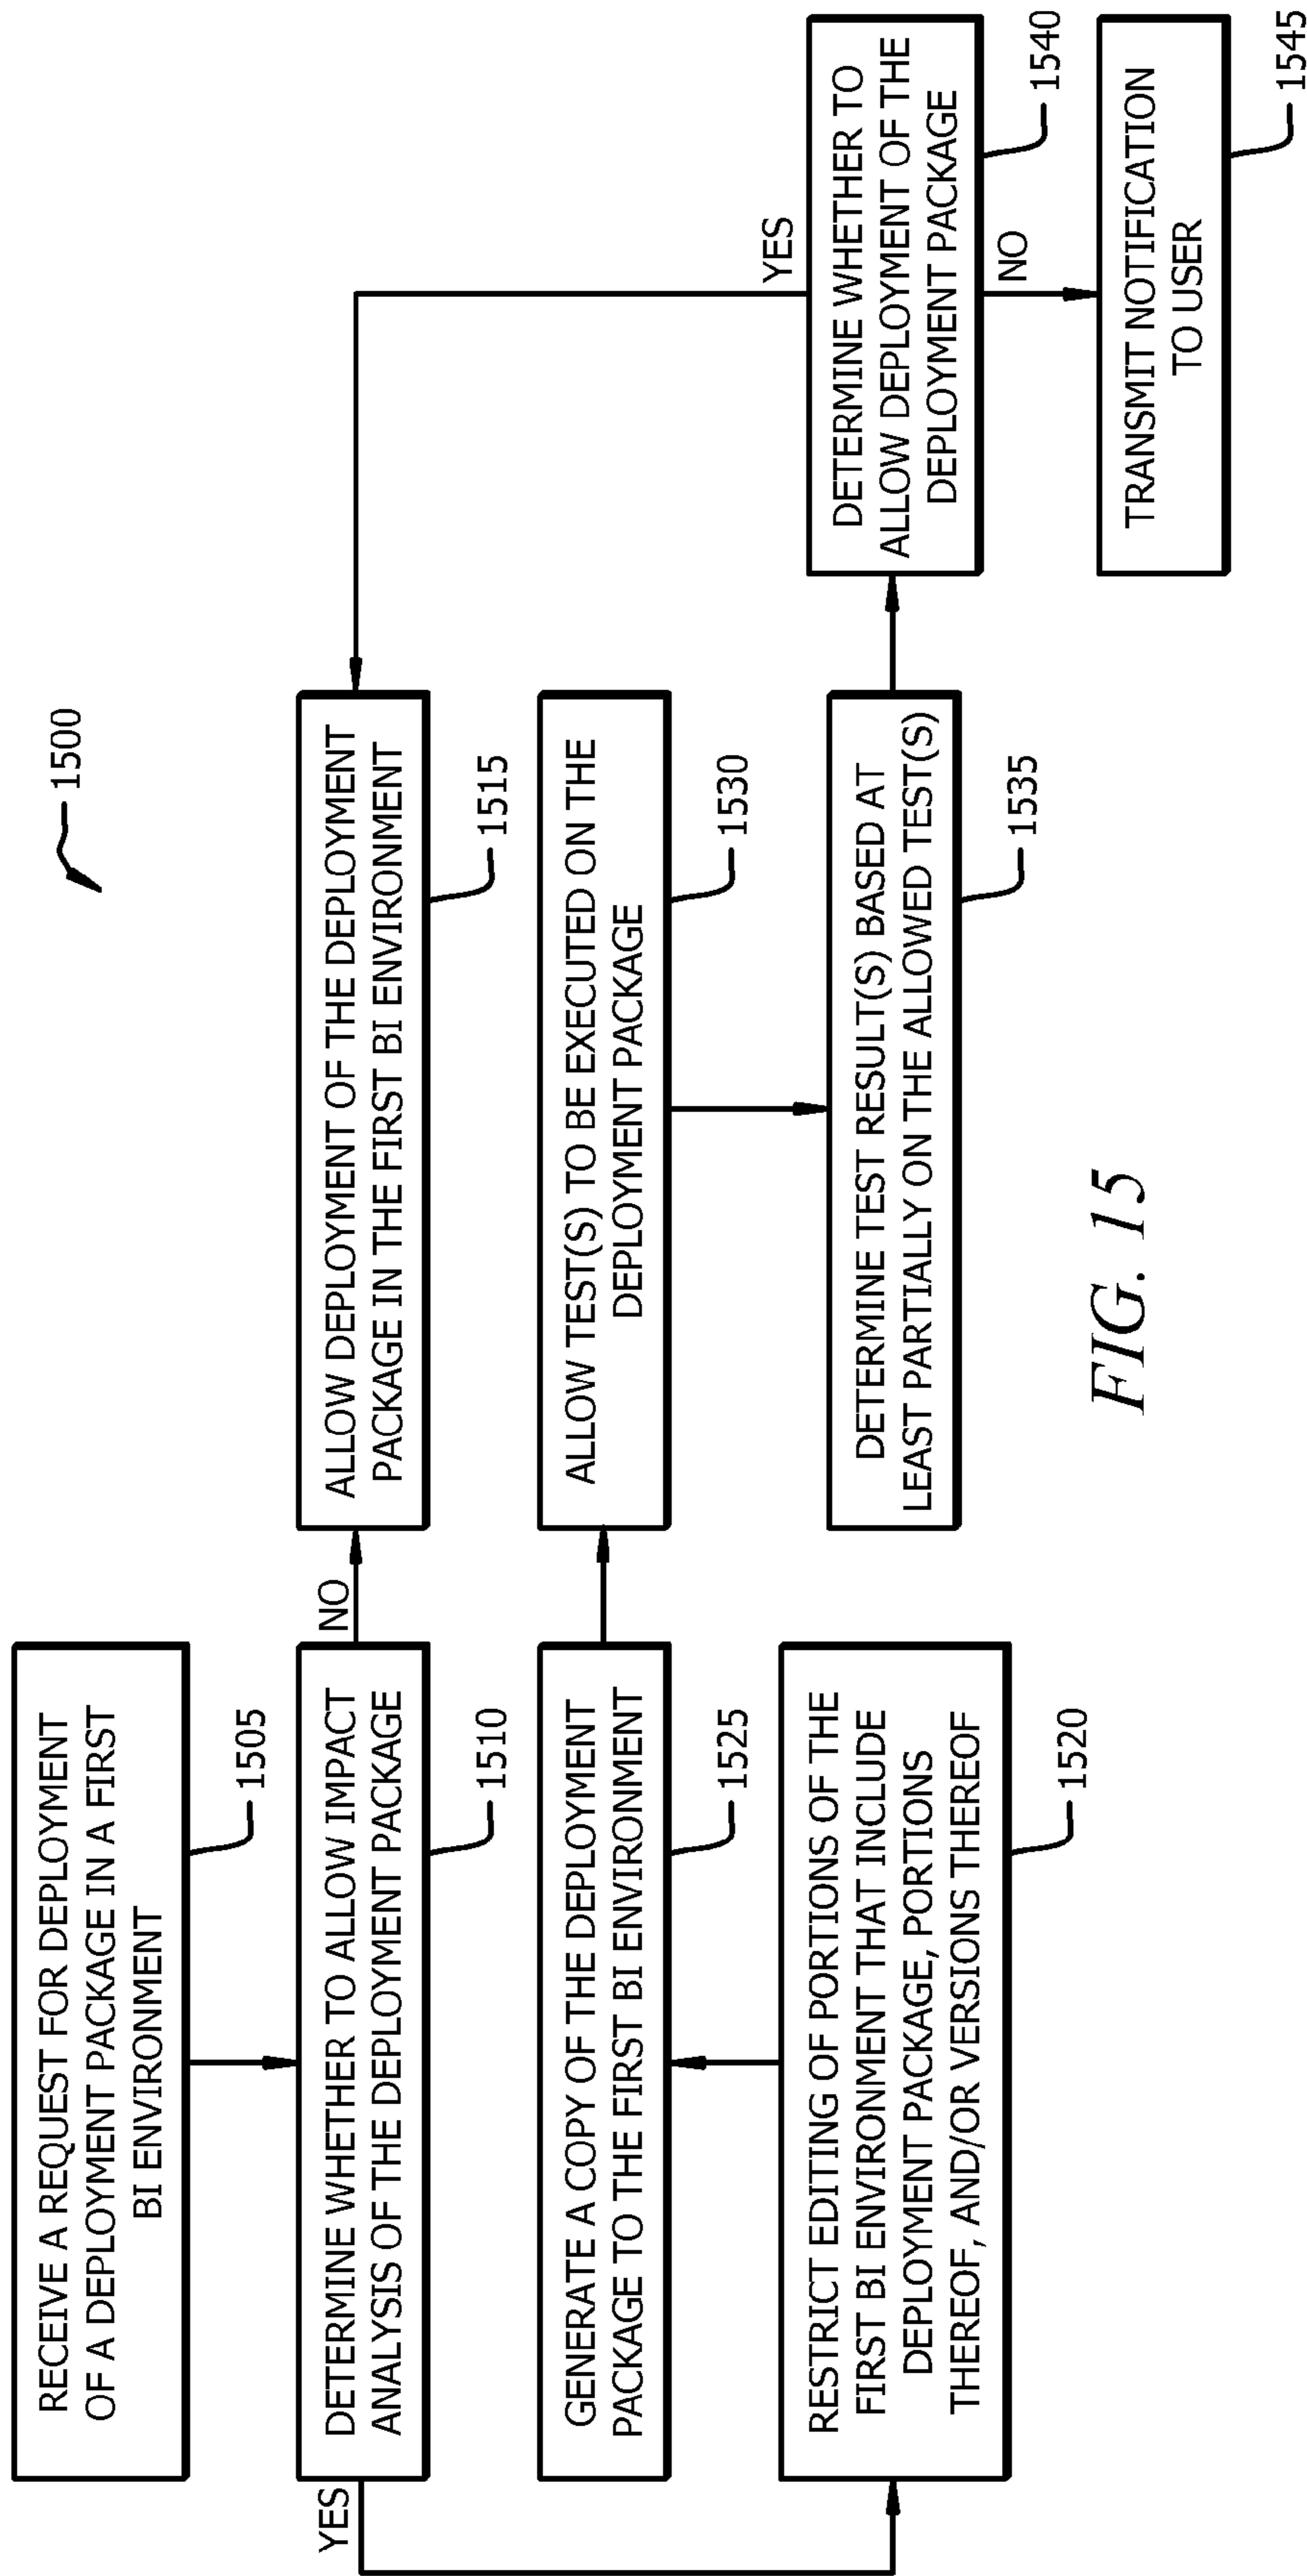 1500
RECEIVE A REQUEST FOR DEPLOYMENT
OF A DEPLOYMENT PACKAGE IN A FIRST
BI ENVIRONMENT
1505
DETERMINE WHETHER TO ALLOW IMPACT
ANALYSIS OF THE DEPLOYMENT PACKAGE
1510
NO
YES
ALLOW DEPLOYMENT OF THE DEPLOYMENT
PACKAGE IN THE FIRST BI ENVIRONMENT
1515
RESTRICT EDITING OF PORTIONS OF THE
FIRST BI ENVIRONMENT THAT INCLUDE
DEPLOYMENT PACKAGE, PORTIONS
THEREOF, AND/OR VERSIONS THEREOF
1520
GENERATE A COPY OF THE DEPLOYMENT
PACKAGE TO THE FIRST BI ENVIRONMENT
1525
ALLOW TEST(S) TO BE EXECUTED ON THE
DEPLOYMENT PACKAGE
1530
DETERMINE TEST RESULT(S) BASED AT
LEAST PARTIALLY ON THE ALLOWED TEST(S)
1535
YES
DETERMINE WHETHER TO
ALLOW DEPLOYMENT OF THE
DEPLOYMENT PACKAGE
1540
NO
TRANSMIT NOTIFICATION
TO USER
1545
FIG. 15